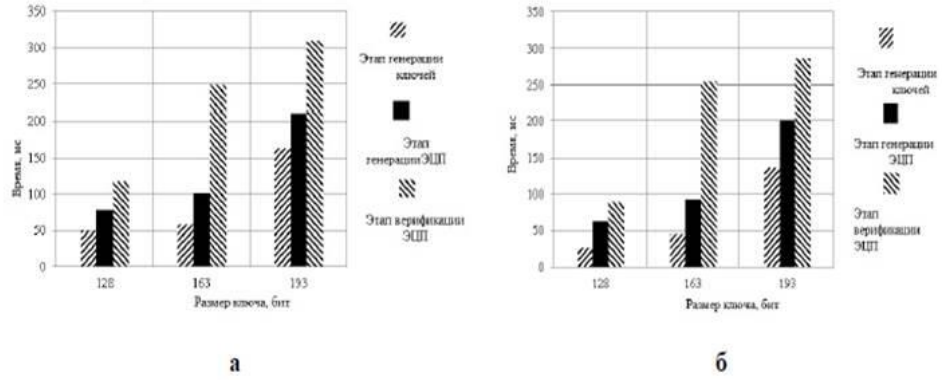 350
300
250
200
150
100
50
0
Время, мс
128
163
193
Размер ключа, бит
Этап генерации
ключей
Этап
генерации ЭЦП
Этап верификации
ЭЦП
а
350
300
250
200
150
100
50
0
Время, мс
128
163
193
Размер ключа, бит
Этап генерации
ключей
Этап генерации
ЭЦП
Этап
верификации
ЭЦП
б